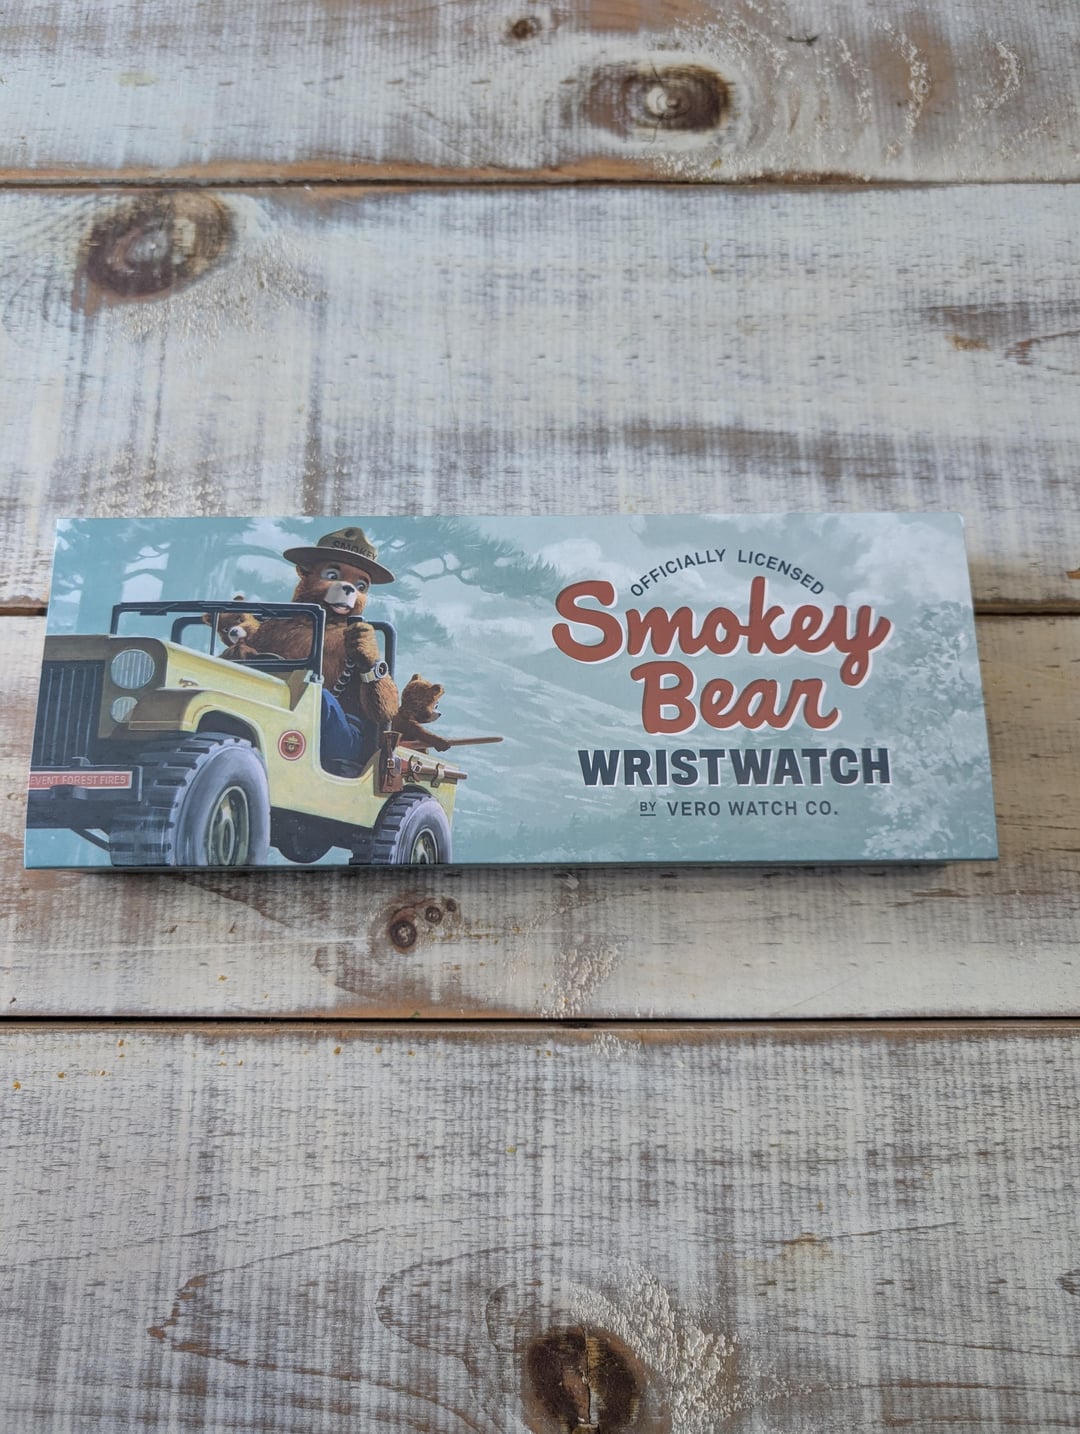 OFFICIALLY LICENSED
Smokey
Bear
WRISTWATCH
BY VERO WATCH CO.
SMOKEY
EVENT FOREST FIRES